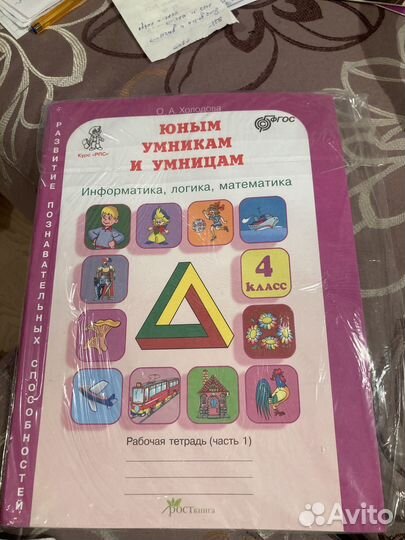 О. А. Холодова
ЮНЫМ
УМНИКАМ
И УМНИЦАМ
Курс «РПС»
ФГОС
Информатика, логика, математика
4
КЛАСС
РАЗВИТИЕ ПОЗНАВАТЕЛЬНЫХ СПОСОБНОСТЕЙ
Рабочая тетрадь (часть 1)
РОСТкнига
Avito